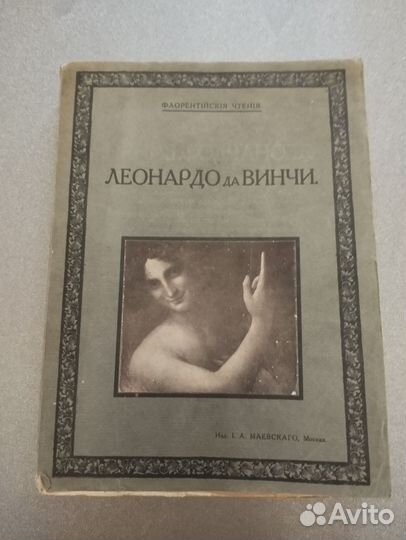 ФЛОРЕНТІЙСКІЯ ЧТЕНІЯ
ЛЕОНАРДО ДА ВИНЧИ.
Изд. І. А. МАЕВСКАГО, Москва.
Avito